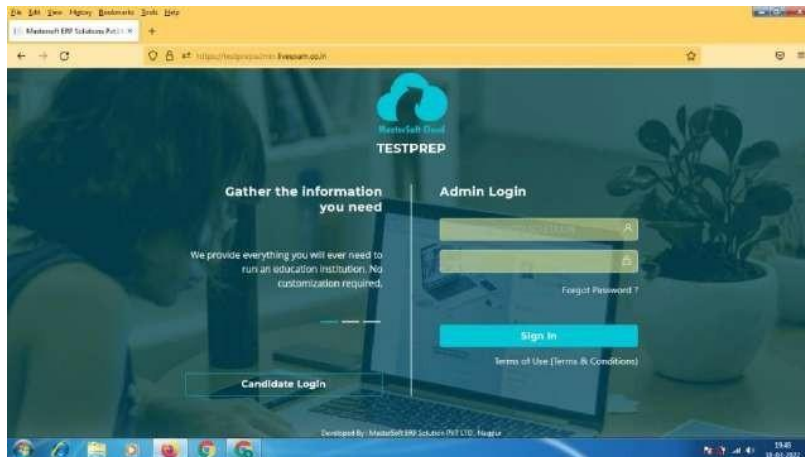 File Edit View History Bookmarks Tools Help
MasterSoft ERP Solutions Pvt
MasterSoft Cloud
TESTPREP
Gather the information
you need
We provide everything you will ever need to
run an education institution. No
customization required.
Candidate Login
Admin Login
Forgot Password ?
Sign In
Terms of Use (Terms & Conditions)
Developed By : MasterSoft ERP Solution PVT LTD , Nagpur